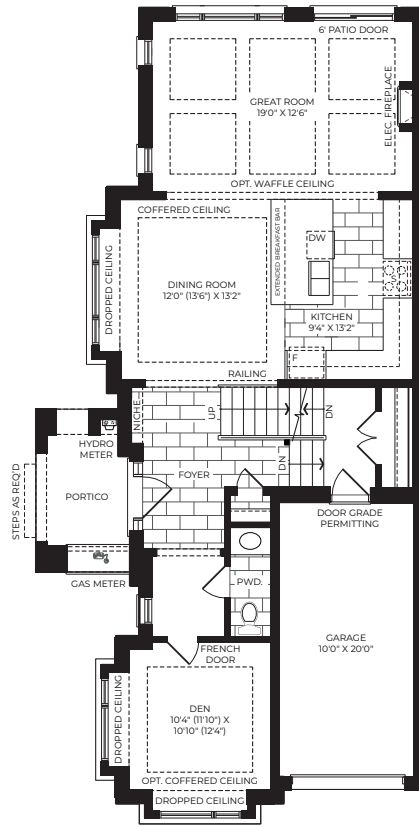 6' PATIO DOOR
GREAT ROOM
19'0" X 12'6"
ELEC. FIREPLACE
OPT. WAFFLE CEILING
COFFERED CEILING
EXTENDED BREAKFAST BAR
DW
DROPPED CEILING
DINING ROOM
12'0" (13'6") X 13'2"
S
KITCHEN
9'4" X 13'2"
F
RAILING
NICHE
UP
DN
HYDRO
METER
FOYER
DN
STEPS AS REQ'D
PORTICO
DOOR GRADE
PERMITTING
GAS METER
PWD.
FRENCH
DOOR
GARAGE
10'0" X 20'0"
DROPPED CEILING
DEN
10'4" (11'10") X
10'10" (12'4")
OPT. COFFERED CEILING
DROPPED CEILING